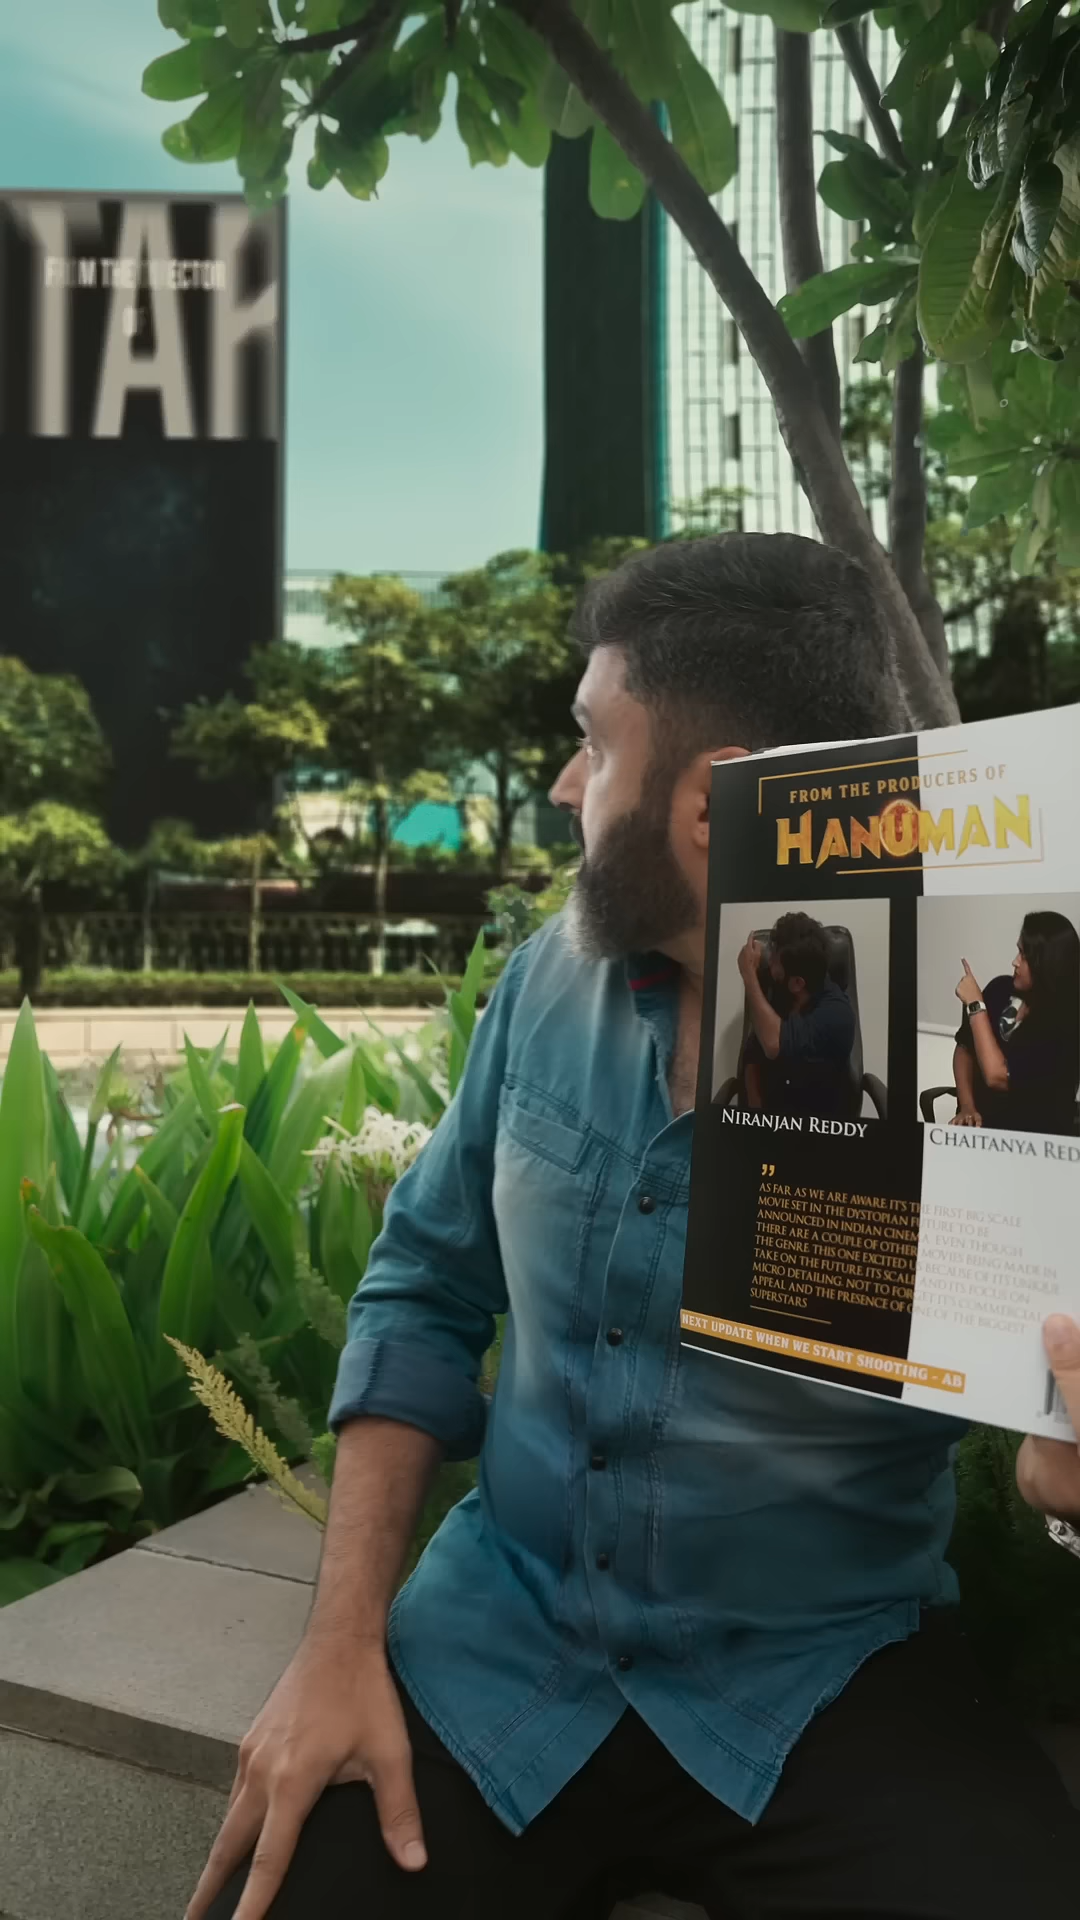 TAK
FROM THE DIRECTOR
OF
FROM THE PRODUCERS OF
HANUMAN
NIRANJAN REDDY
CHAITANYA RED
”
AS FAR AS WE ARE AWARE IT'S THE FIRST BIG SCALE
MOVIE SET IN THE DYSTOPIAN FUTURE TO BE
ANNOUNCED IN INDIAN CINEMA. EVEN THOUGH
THERE ARE A COUPLE OF OTHER MOVIES BEING MADE IN
THE GENRE, THIS ONE EXCITED US BECAUSE OF ITS UNIQUE
TAKE ON THE FUTURE, ITS SCALE AND ITS FOCUS ON
MICRO DETAILING. NOT TO FORGET IT'S COMMERCIAL
APPEAL AND THE PRESENCE OF ONE OF THE BIGGEST
SUPERSTARS
NEXT UPDATE WHEN WE START SHOOTING - AB